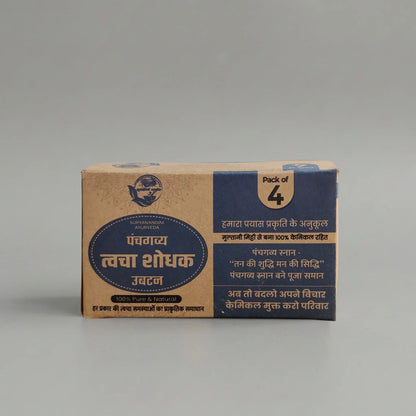 SURYANANDINI
AYURVEDA
पंचगव्य
त्वचा शोधक
उबटन
100% Pure & Natural
हर प्रकार की त्वचा समस्याओं का प्राकृतिक समाधान
Pack of
4
हमारा प्रयास प्रकृति के अनुकूल
मुल्तानी मिट्टी से बना 100% केमिकल रहित
पंचगव्य स्नान -
"तन की शुद्धि मन की सिद्धि"
पंचगव्य स्नान बने पूजा समान
अब तो बदलो अपने विचार
केमिकल मुक्त करो परिवार